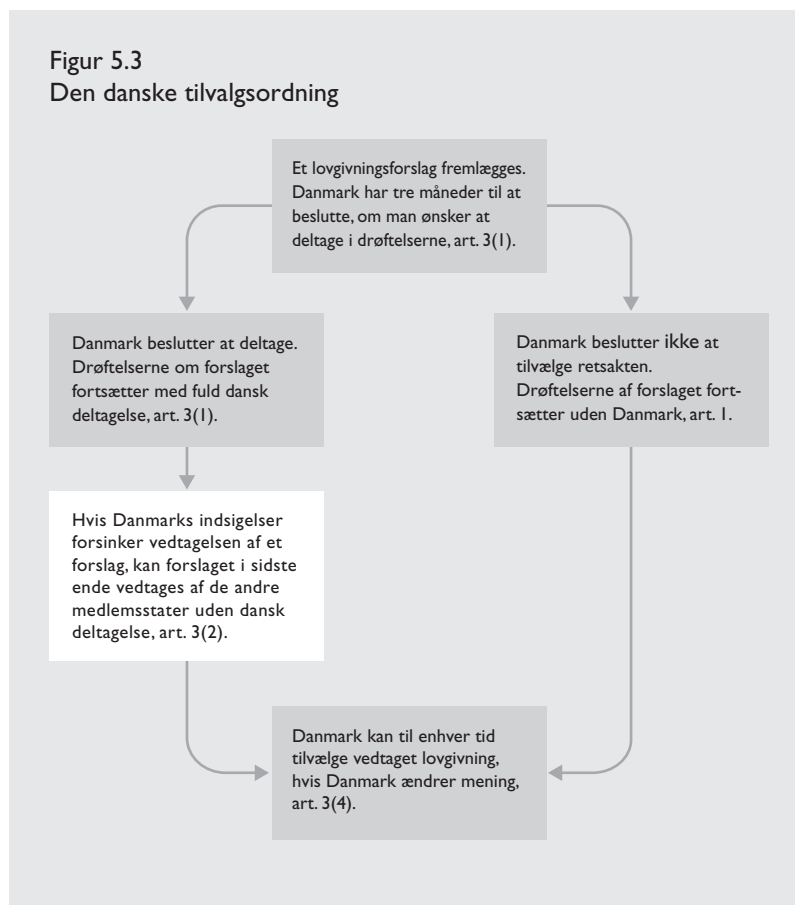 Figur 5.3
Den danske tilvalgsordning
Et lovgivningsforslag fremlægges.
Danmark har tre måneder til at
beslutte, om man ønsker at
deltage i drøftelserne, art. 3(1).
Danmark beslutter at deltage.
Drøftelserne om forslaget
fortsætter med fuld dansk
deltagelse, art. 3(1).
Danmark beslutter ikke at
tilvælge retsakten.
Drøftelserne af forslaget fort-
sætter uden Danmark, art. 1.
Hvis Danmarks indsigelser
forsinker vedtagelsen af et
forslag, kan forslaget i sidste
ende vedtages af de andre
medlemsstater uden dansk
deltagelse, art. 3(2).
Danmark kan til enhver tid
tilvælge vedtaget lovgivning,
hvis Danmark ændrer mening,
art. 3(4).